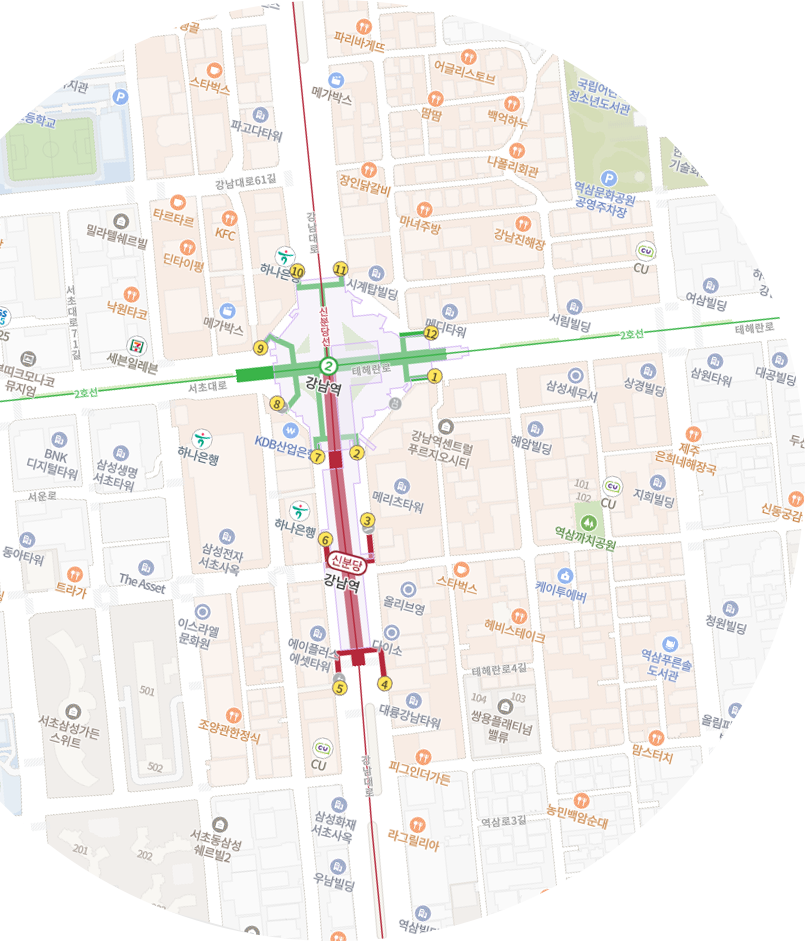 파리바게뜨
어글리스토브
스타벅스
메가박스
국립어린
청소년도서관
P
땀땀
백억하누
파고다타워
나폴리회관
장인닭갈비
P
역삼문화공원
공영주차장
강남대로61길
타르타르
KFC
마녀주방
강남진해장
강남대로
밀라텔쉐르빌
딘타이펑
CU
하나은행
10
11
시계탑빌딩
낙원타코
서초대로71길
메가박스
신분당선
메디타워
12
서림빌딩
여삼빌딩
25
세븐일레븐
9
2호선
테헤란로
뮤지엄
2호선
서초대로
2
강남역
테헤란로
1
삼성세무서
상경빌딩
삼원타워
대공빌딩
8
KDB산업은행
7
2
강남역센트럴
푸르지오시티
해암빌딩
제주
은희네해장국
BNK
디지털타워
삼성생명
서초타워
하나은행
서운로
메리츠타워
101
102
CU
지희빌딩
신동궁감
하나은행
3
역삼까치공원
동아타워
삼성전자
서초사옥
6
신분당
강남역
The Asset
트라가
스타벅스
케이투에버
올리브영
이스라엘
문화원
헤비스테이크
청원빌딩
에이플러스
에셋타워
다이소
역삼푸른솔
도서관
테헤란로4길
5
4
501
104
103
쌍용플래티넘
밸류
대륭강남타워
서초삼성가든
스위트
조양관한정식
502
CU
맘스터치
강남대로
피그인더가든
농민백암순대
삼성화재
서초사옥
역삼로3길
라그릴리아
201
202
서초동삼성
쉐르빌2
우남빌딩